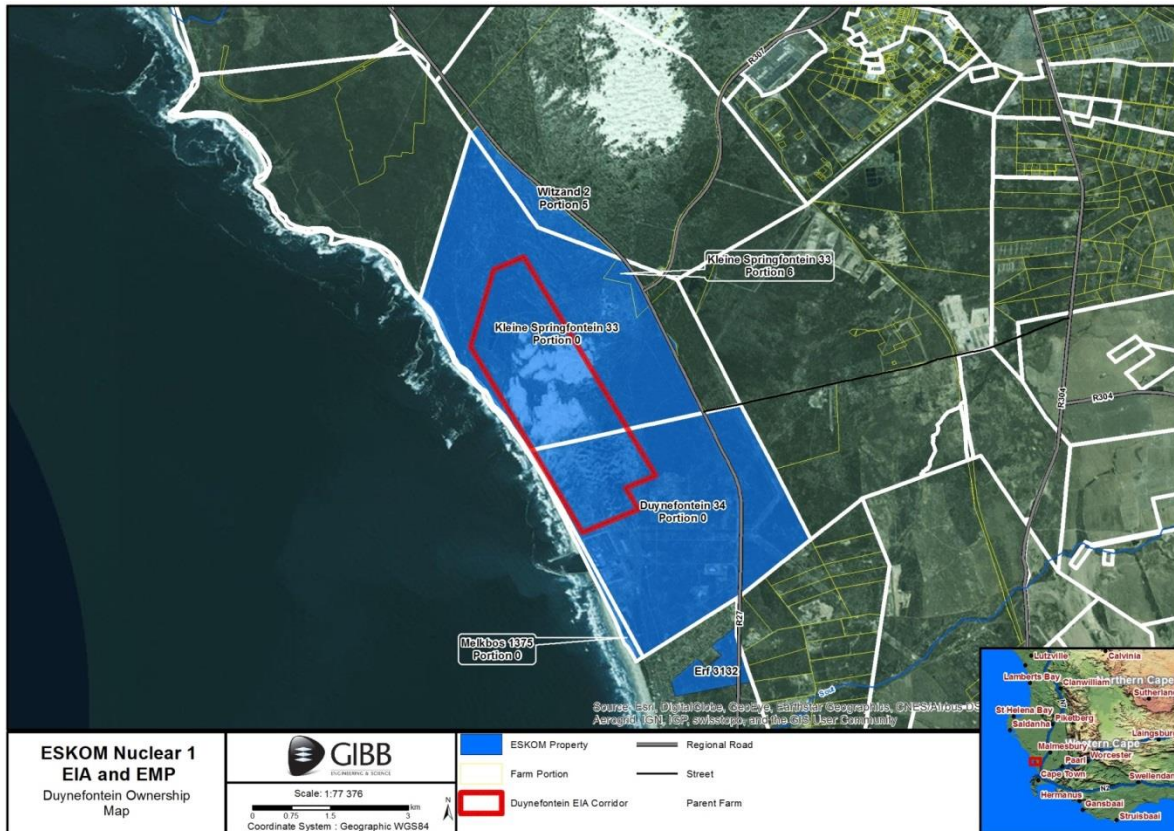 R307
Witzand 2
Portion 5
Kleine Springfontein 33
Portion 6
Kleine Springfontein 33
Portion 0
R304
R304
Duynefontein 34
Portion 0
R27
Melkbos 1375
Portion 0
Erf 3132
Sout
Source: Esri, DigitalGlobe, GeoEye, Earthstar Geographics, CNES/Airbus DS
Aerogrid, IGN, IGP, swisstopo, and the GIS User Community
Lutzville
Calvinia
Lamberts Bay
Clanwilliam
Northern Cape
Sutherland
St Helena Bay
Piketberg
Saldanha
N7
Laingsburg
Malmesbury
Western Cape
Worcester
Paarl
Cape Town
Swellendam
N2
Hermanus
Gansbaai
Struisbaai
ESKOM Nuclear 1
EIA and EMP
Duynefontein Ownership
Map
GIBB
ENGINEERING & SCIENCE
Scale: 1:77 376
0 0.75 1.5 3
km
N
Coordinate System : Geographic WGS84
ESKOM Property
Farm Portion
Duynefontein EIA Corridor
Regional Road
Street
Parent Farm